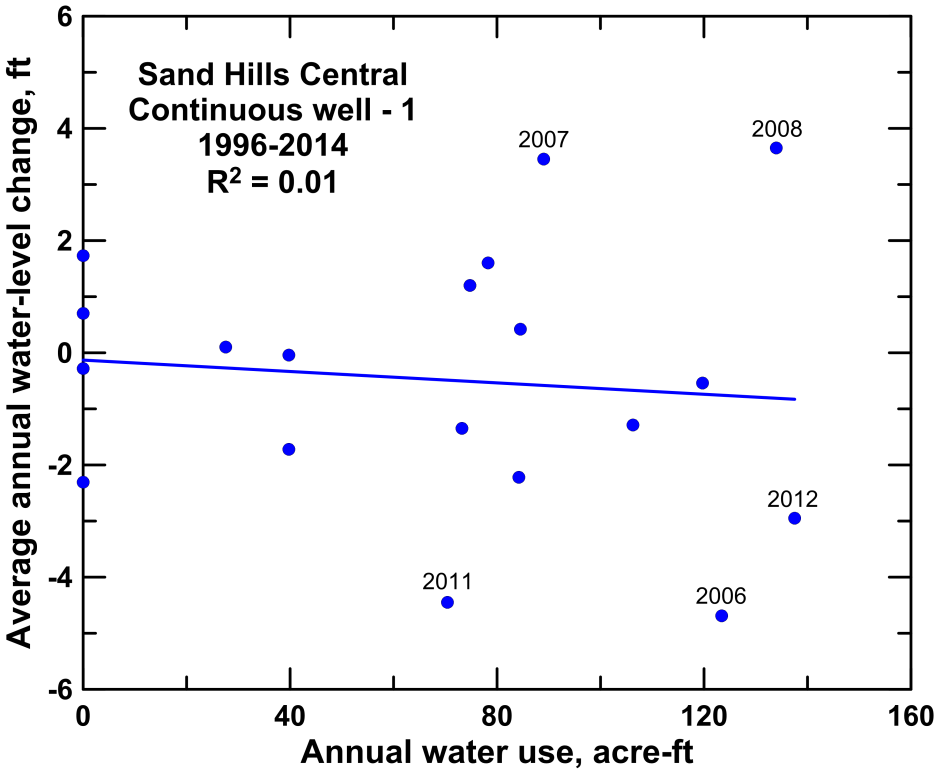 Sand Hills Central
Continuous well - 1
1996-2014
R² = 0.01
Average annual water-level change, ft
6
4
2
0
-2
-4
-6
2007
2008
2012
2011
2006
0 40 80 120 160
Annual water use, acre-ft